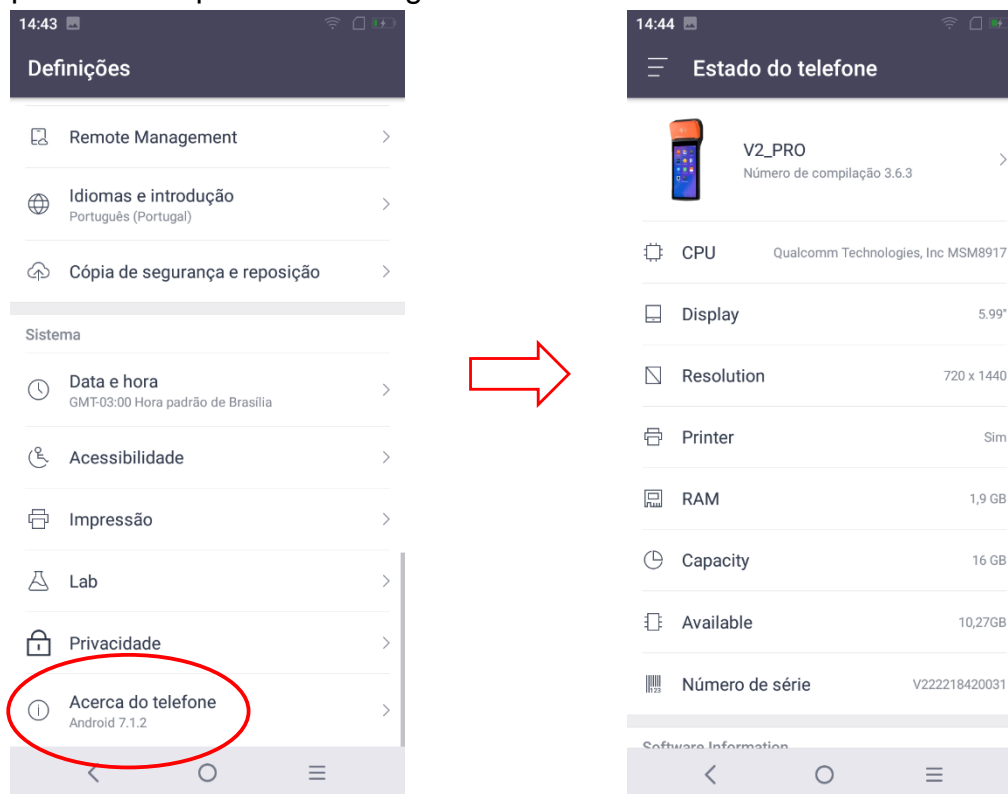 14:43
Definições
Remote Management
Idiomas e introdução
Português (Portugal)
Cópia de segurança e reposição
Sistema
Data e hora
GMT-03:00 Hora padrão de Brasília
Acessibilidade
Impressão
Lab
Privacidade
Acerca do telefone
Android 7.1.2
14:44
Estado do telefone
V2_PRO
Número de compilação 3.6.3
CPU Qualcomm Technologies, Inc MSM8917
Display 5.99"
Resolution 720 x 1440
Printer Sim
RAM 1,9 GB
Capacity 16 GB
Available 10,27GB
123
Número de série V222218420031
Software Information